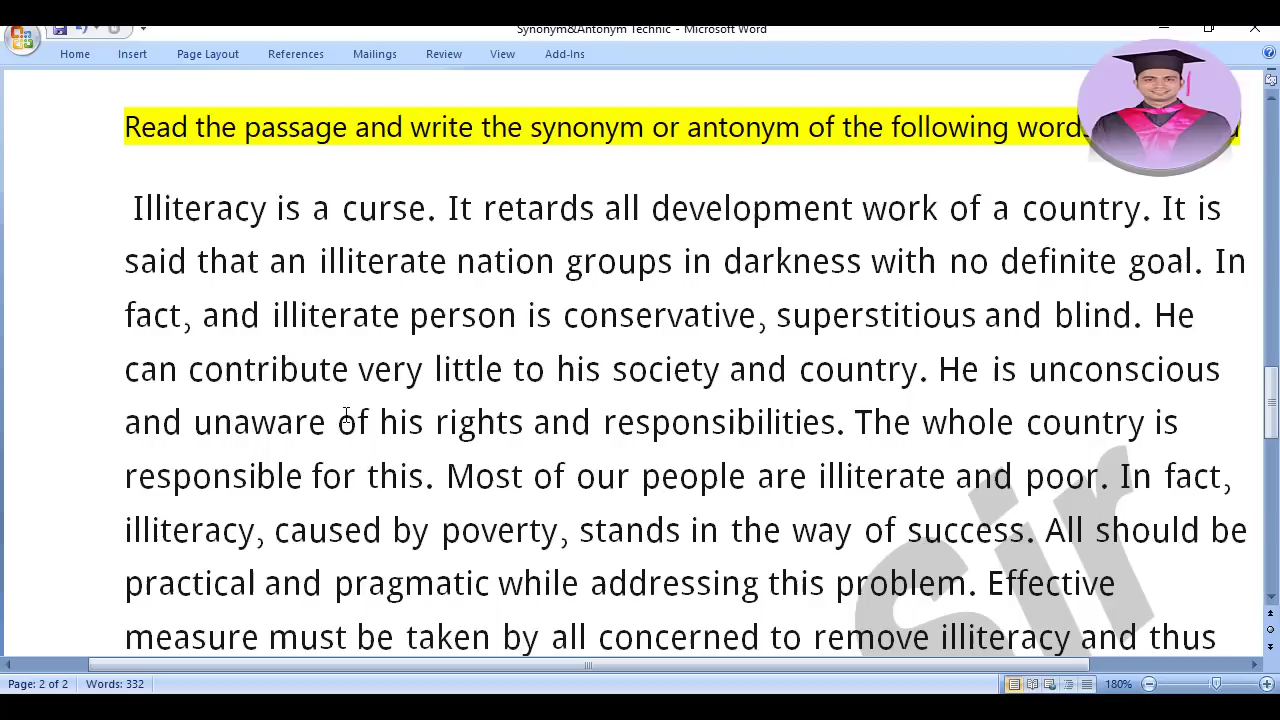 Synonym&Antonym Technic - Microsoft Word
Home Insert Page Layout References Mailings Review View Add-Ins
Read the passage and write the synonym or antonym of the following words
Illiteracy is a curse. It retards all development work of a country. It is
said that an illiterate nation groups in darkness with no definite goal. In
fact, and illiterate person is conservative, superstitious and blind. He
can contribute very little to his society and country. He is unconscious
and unaware of his rights and responsibilities. The whole country is
responsible for this. Most of our people are illiterate and poor. In fact,
illiteracy, caused by poverty, stands in the way of success. All should be
practical and pragmatic while addressing this problem. Effective
measure must be taken by all concerned to remove illiteracy and thus
sir
Page: 2 of 2 Words: 332 180%